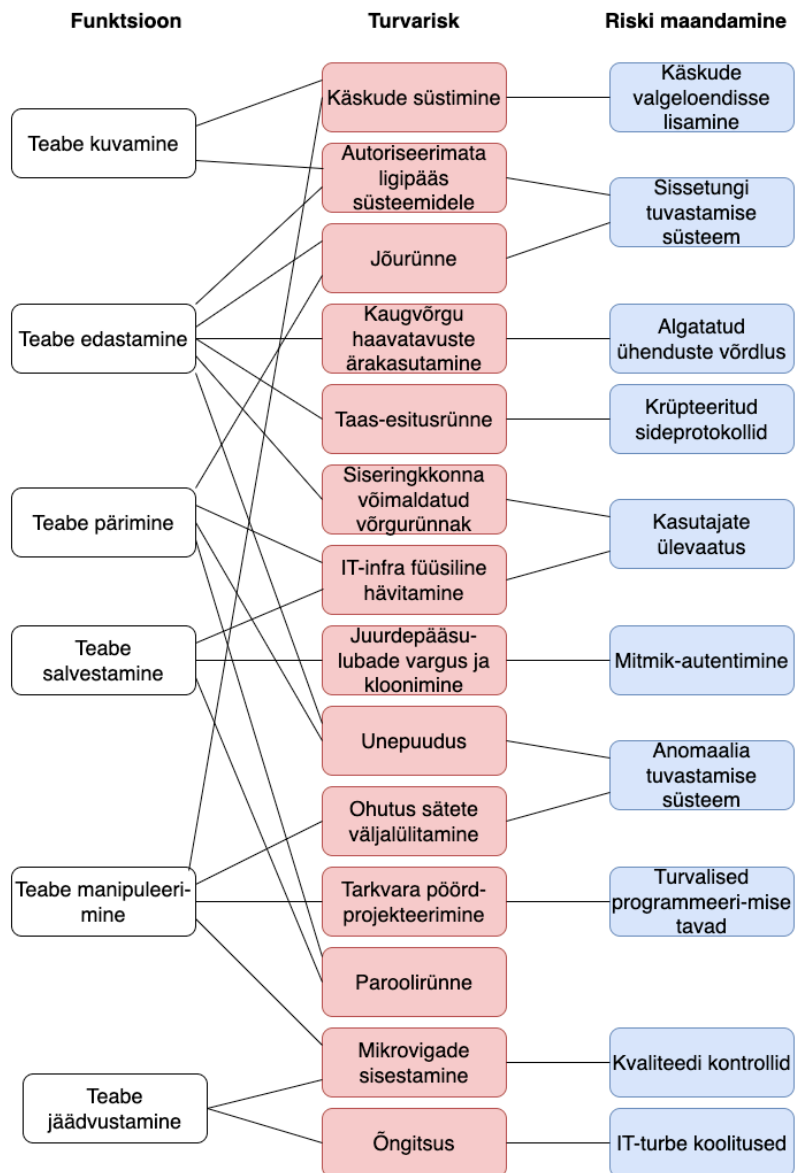 Funktsioon
Turvarisk
Riski maandamine
Teabe kuvamine
Teabe edastamine
Teabe pärimine
Teabe
salvestamine
Teabe manipuleeri-
mine
Teabe
jäädvustamine
Käskude süstimine
Autoriseerimata
ligipääs
süsteemidele
Jõurünne
Kaugvõrgu
haavatavuste
ärakasutamine
Taas-esitusrünne
Siseringkkonna
võimaldatud
võrgurünnak
IT-infra füüsiline
hävitamine
Juurdepääsu-
lubade vargus ja
kloonimine
Unepuudus
Ohutus sätete
väljalülitamine
Tarkvara pöörd-
projekteerimine
Paroolirünne
Mikrovigade
sisestamine
Õngitsus
Käskude
valgeloendisse
lisamine
Sissetungi
tuvastamise
süsteem
Algatatud
ühenduste võrdlus
Krüpteeritud
sideprotokollid
Kasutajate
ülevaatus
Mitmik-autentimine
Anomaalia
tuvastamise
süsteem
Turvalised
programmeeri-mise
tavad
Kvaliteedi kontrollid
IT-turbe koolitused